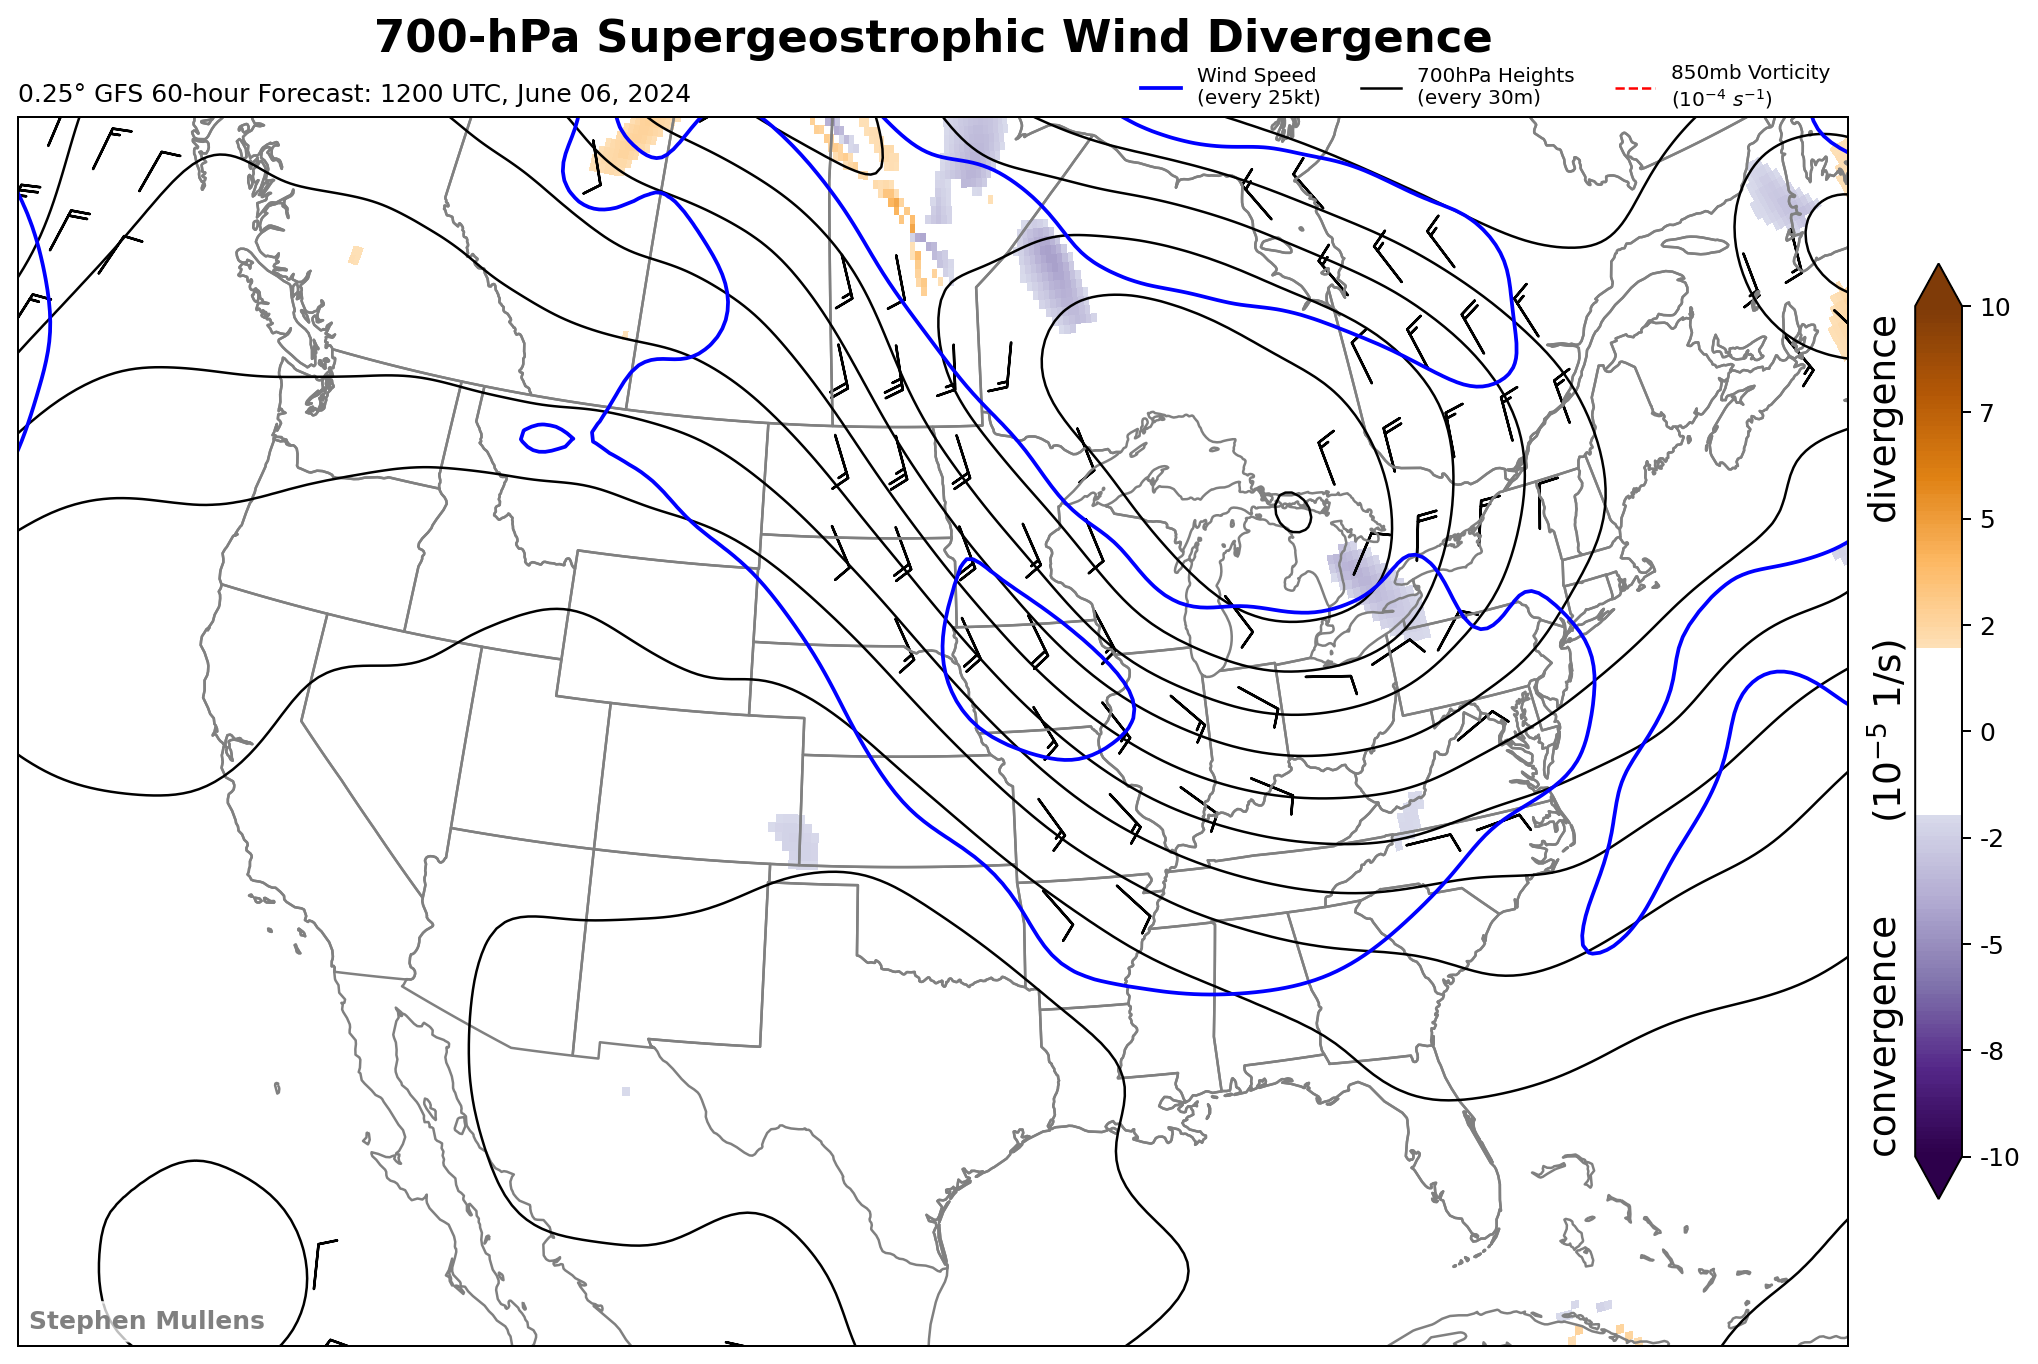 700-hPa Supergeostrophic Wind Divergence
0.25° GFS 60-hour Forecast: 1200 UTC, June 06, 2024
Wind Speed
(every 25kt)
700hPa Heights
(every 30m)
850mb Vorticity
(10⁻⁴ s⁻¹)
10
7
5
2
0
-2
-5
-8
-10
convergence (10⁻⁵ 1/s) divergence
Stephen Mullens